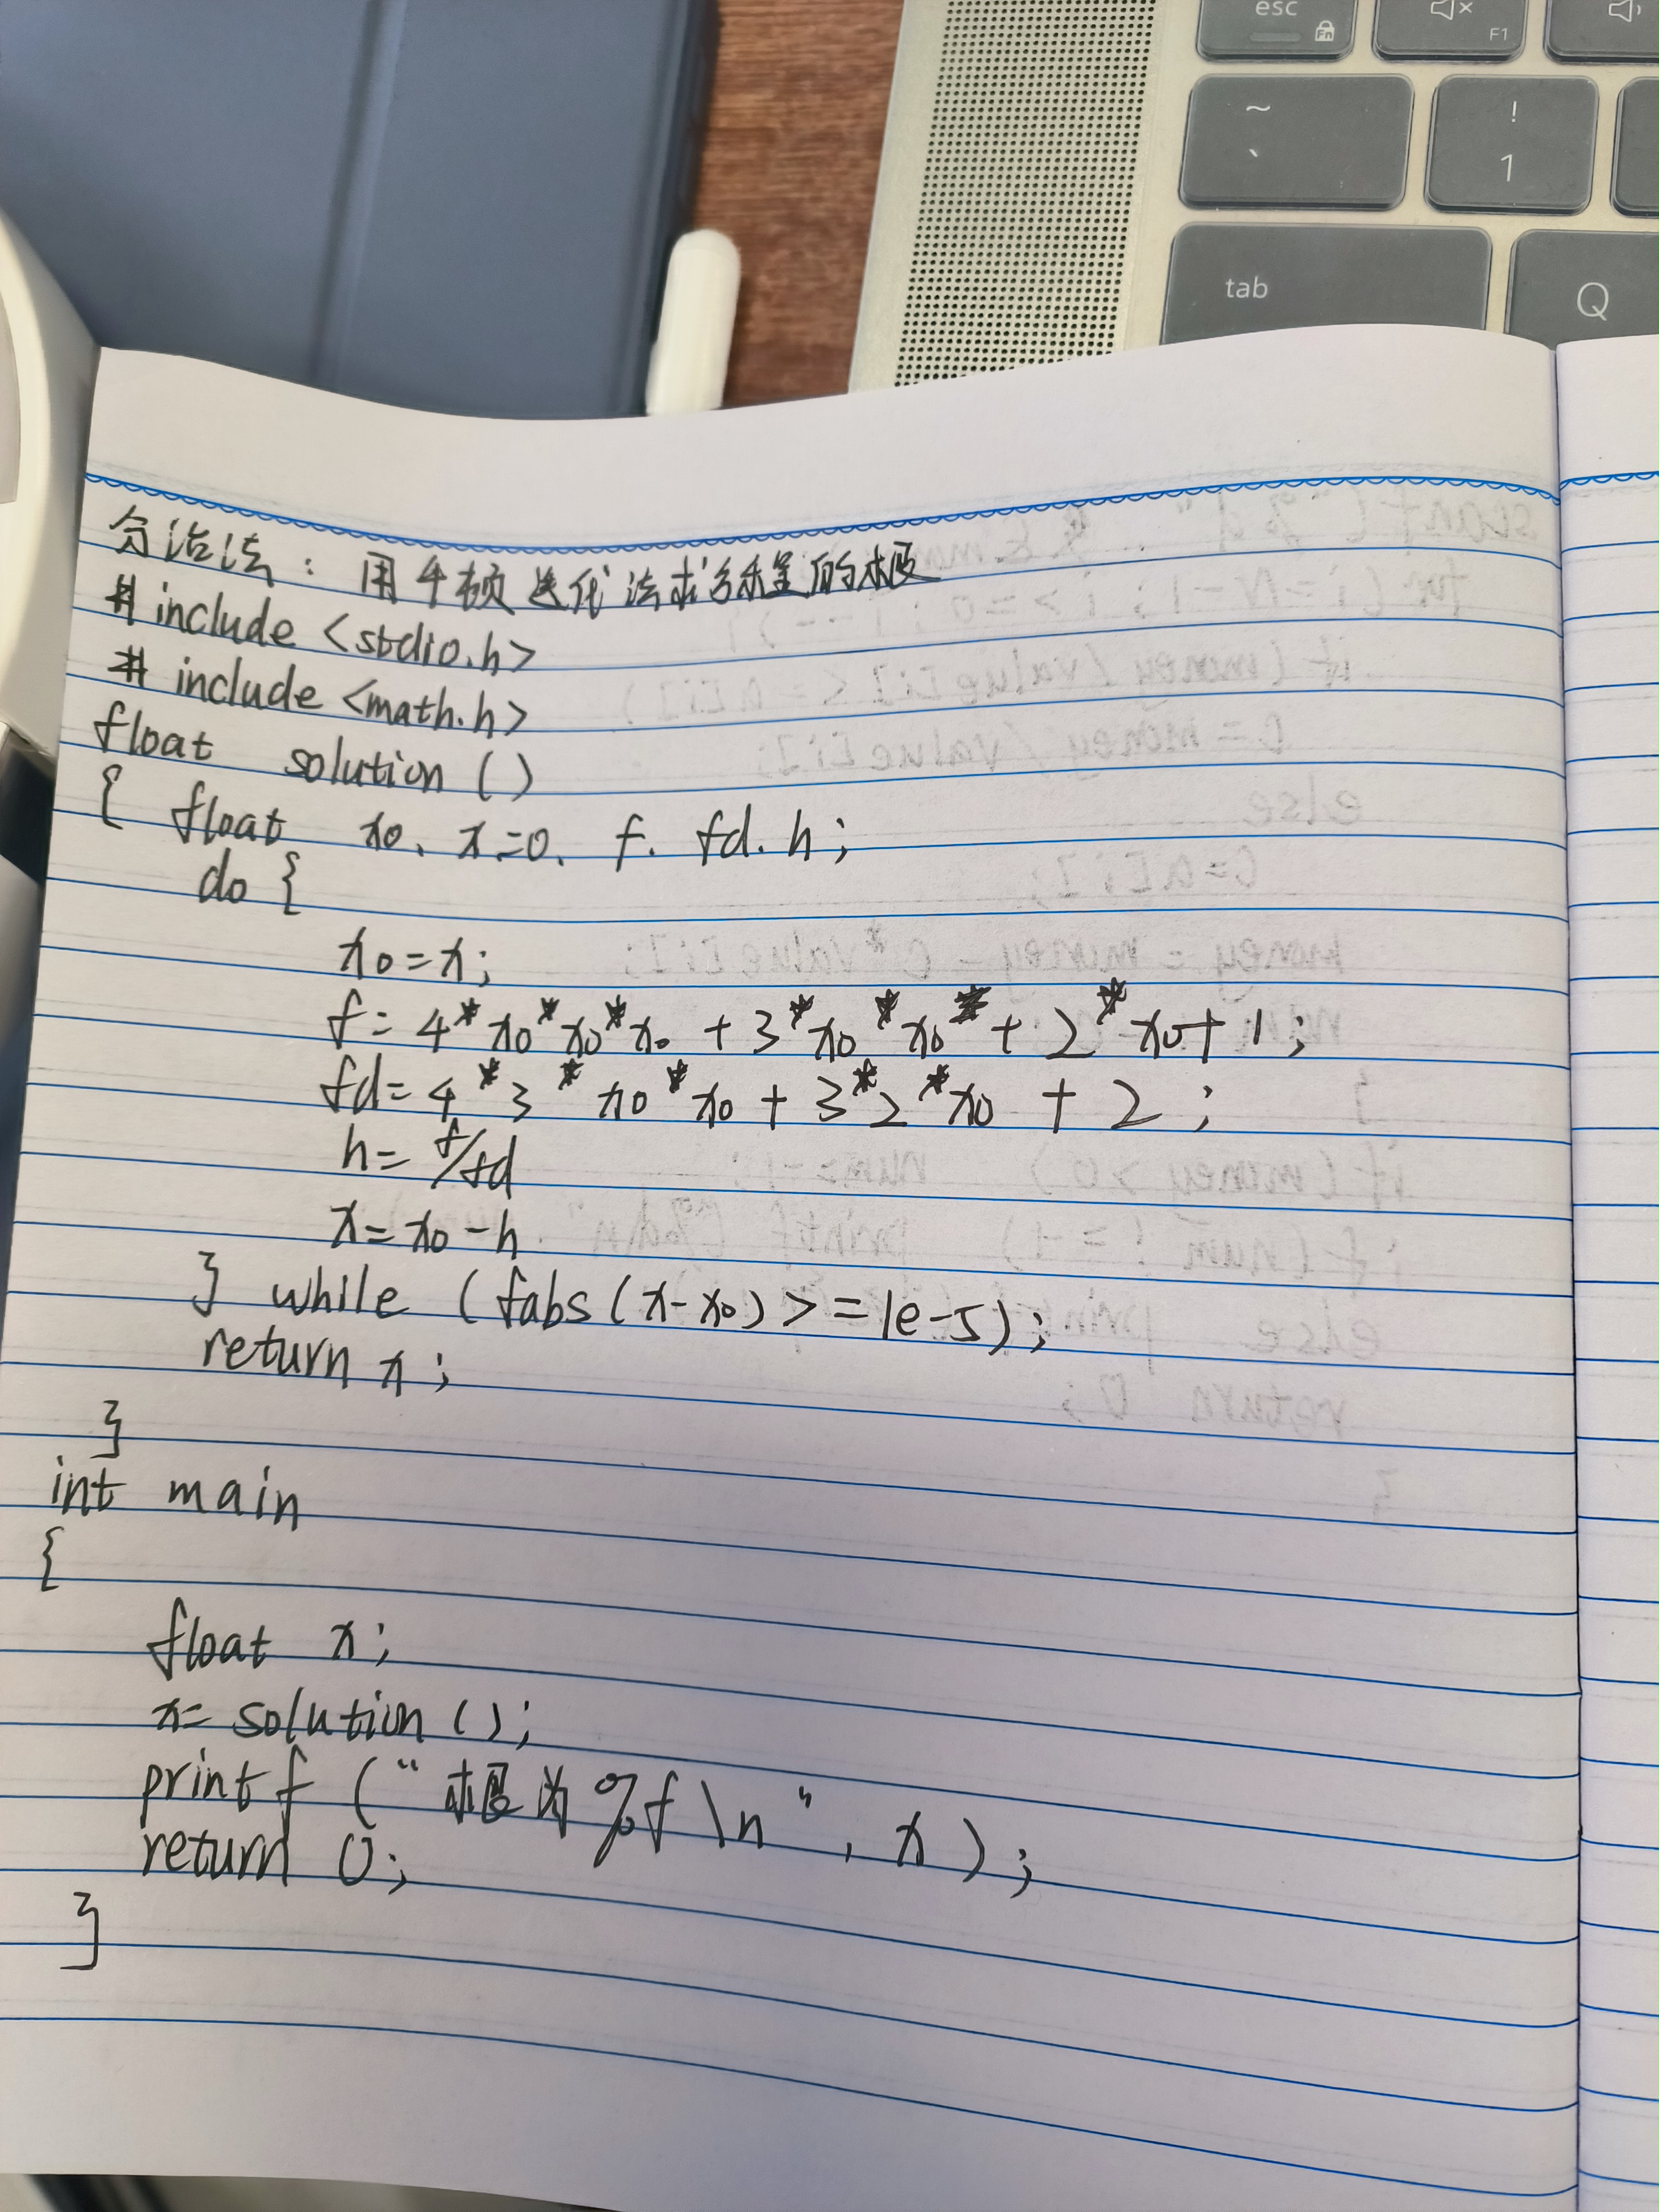 esc
Fn
F1
~
`
!
1
tab
Q
分治法：用牛顿迭代法求方程的根
# include <stdio.h>
# include <math.h>
float solution ()
{ float x0、x=0、f、fd、h;
do {
x0=x;
f= 4*x0*x0*x0 + 3*x0*x0*+ 2*x0+1;
fd=4*3*x0*x0 + 3*2*x0 + 2;
h= f/fd
x=x0-h
} while (fabs(x-x0)>=1e-5);
return x;
}
int main
{
float x;
x= solution ();
printf ("根为%f \n", x);
return 0;
}